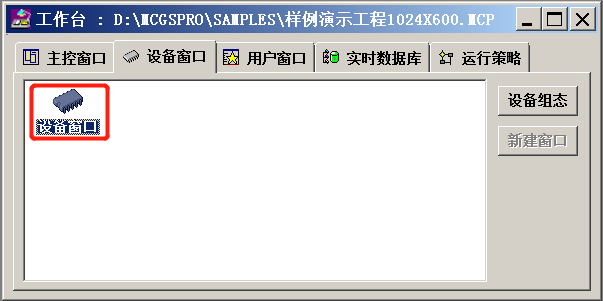 工作台 : D:\MCGSPRO\SAMPLES\样例演示工程1024X600.MCP
主控窗口 设备窗口 用户窗口 实时数据库 运行策略
设备窗口
设备组态
新建窗口